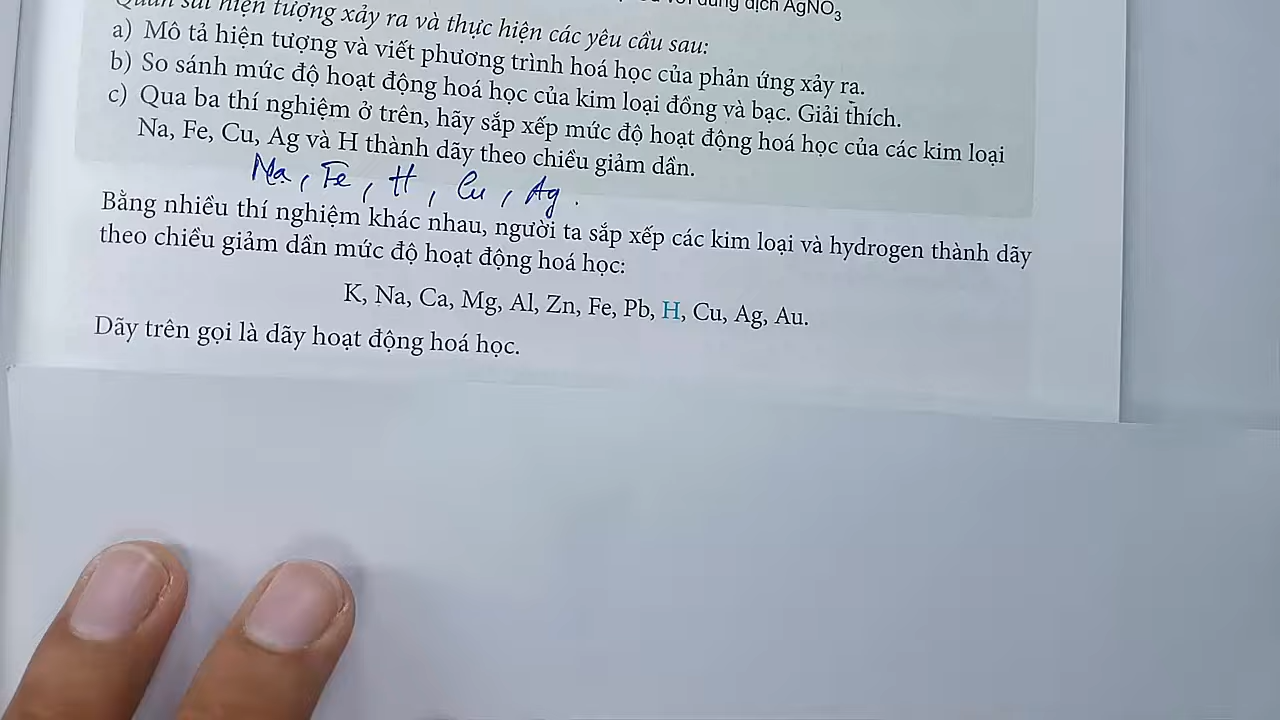 với dung dịch AgNO₃
Quan sát hiện tượng xảy ra và thực hiện các yêu cầu sau:
a) Mô tả hiện tượng và viết phương trình hoá học của phản ứng xảy ra.
b) So sánh mức độ hoạt động hoá học của kim loại đồng và bạc. Giải thích.
c) Qua ba thí nghiệm ở trên, hãy sắp xếp mức độ hoạt động hoá học của các kim loại
Na, Fe, Cu, Ag và H thành dãy theo chiều giảm dần.
Na, Fe, H, Cu, Ag.
Bằng nhiều thí nghiệm khác nhau, người ta sắp xếp các kim loại và hydrogen thành dãy
theo chiều giảm dần mức độ hoạt động hoá học:
K, Na, Ca, Mg, Al, Zn, Fe, Pb, H, Cu, Ag, Au.
Dãy trên gọi là dãy hoạt động hoá học.